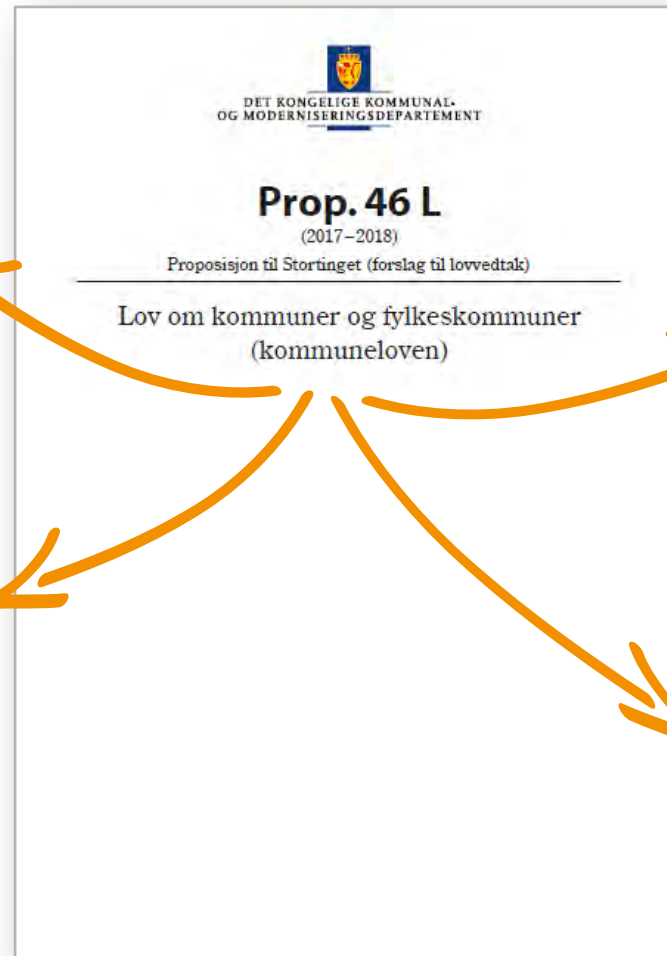 DET KONGELIGE KOMMUNAL-
OG MODERNISERINGSDEPARTEMENT
Prop. 46 L
(2017–2018)
Proposisjon til Stortinget (forslag til lovvedtak)
Lov om kommuner og fylkeskommuner
(kommuneloven)